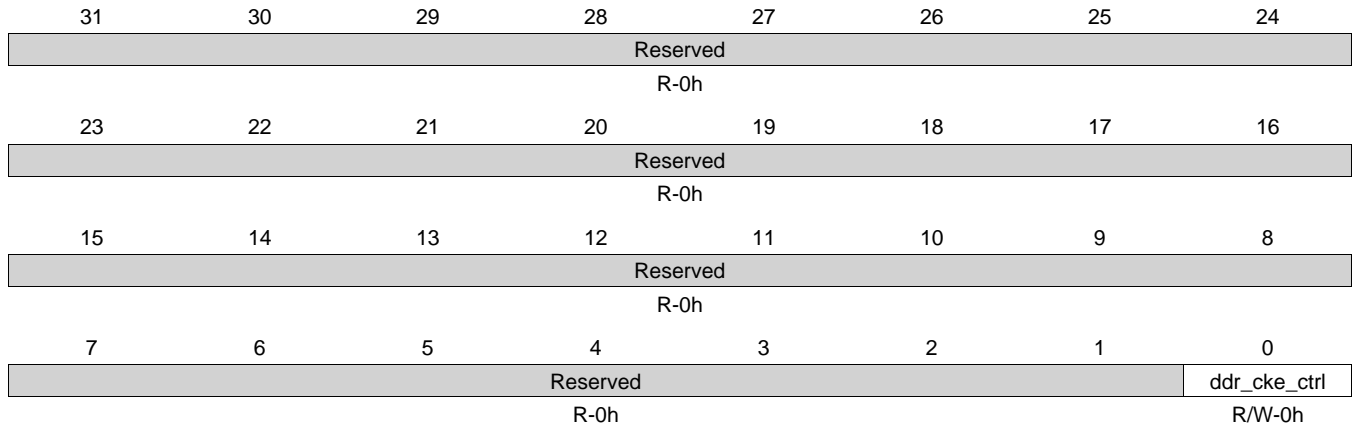 31 30 29 28 27 26 25 24
Reserved
R-0h
23 22 21 20 19 18 17 16
Reserved
R-0h
15 14 13 12 11 10 9 8
Reserved
R-0h
7 6 5 4 3 2 1 0
Reserved ddr_cke_ctrl
R-0h R/W-0h